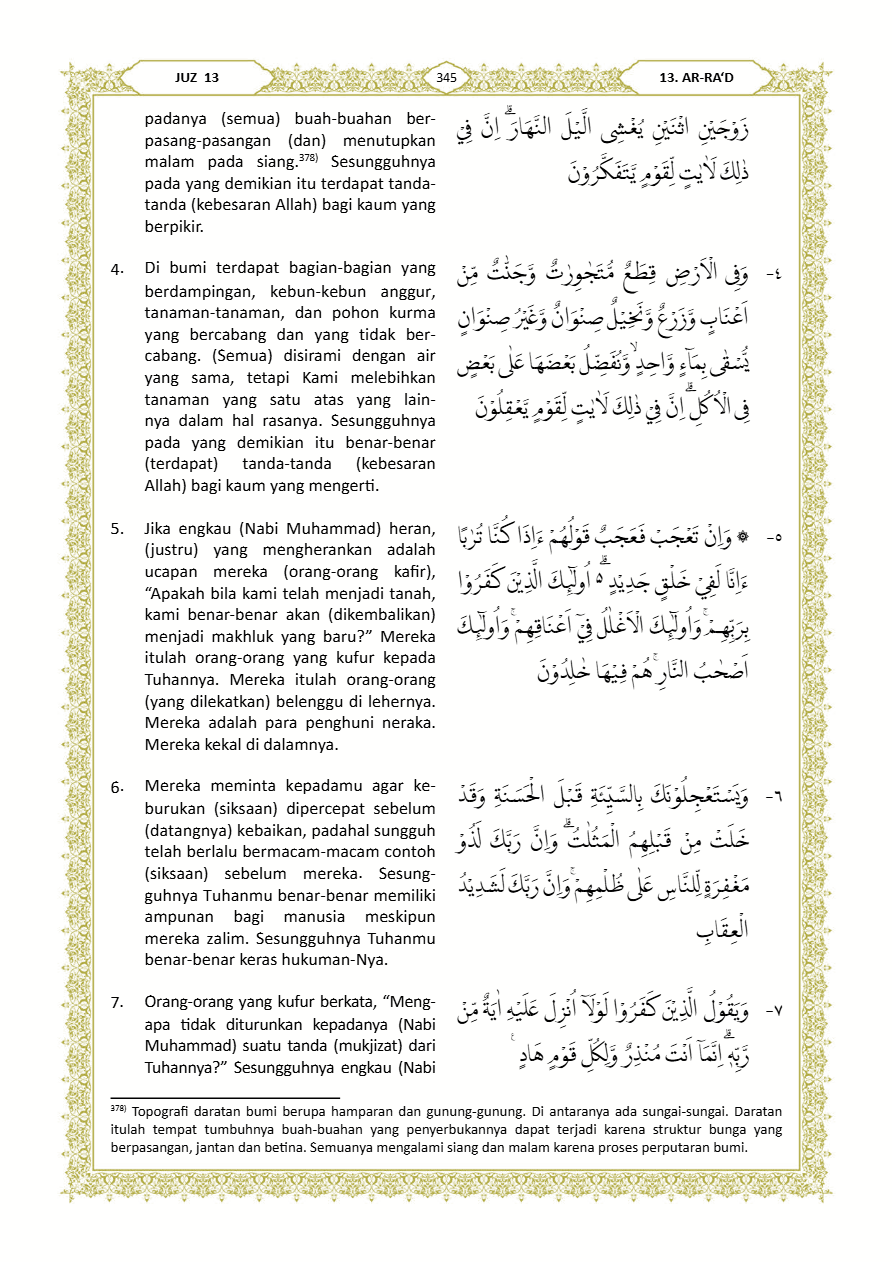 JUZ 13
345
13. AR-RA‘D
padanya (semua) buah-buahan ber-
pasang-pasangan (dan) menutupkan
malam pada siang.³⁷⁸⁾ Sesungguhnya
pada yang demikian itu terdapat tanda-
tanda (kebesaran Allah) bagi kaum yang
berpikir.
زَوْجَيْنِ اثْنَيْنِ يُغْشِى الَّيْلَ النَّهَارَۗ اِنَّ فِيْ
ذٰلِكَ لَاٰيٰتٍ لِّقَوْمٍ يَّتَفَكَّرُوْنَ
4. Di bumi terdapat bagian-bagian yang
berdampingan, kebun-kebun anggur,
tanaman-tanaman, dan pohon kurma
yang bercabang dan yang tidak ber-
cabang. (Semua) disirami dengan air
yang sama, tetapi Kami melebihkan
tanaman yang satu atas yang lain-
nya dalam hal rasanya. Sesungguhnya
pada yang demikian itu benar-benar
(terdapat) tanda-tanda (kebesaran
Allah) bagi kaum yang mengerti.
٤- وَفِى الْاَرْضِ قِطَعٌ مُّتَجٰوِرٰتٌ وَّجَنّٰتٌ مِّنْ
اَعْنَابٍ وَّزَرْعٌ وَّنَخِيْلٌ صِنْوَانٌ وَّغَيْرُ صِنْوَانٍ
يُّسْقٰى بِمَاۤءٍ وَّاحِدٍۙ وَّنُفَضِّلُ بَعْضَهَا عَلٰى بَعْضٍ
فِى الْاُكُلِۗ اِنَّ فِيْ ذٰلِكَ لَاٰيٰتٍ لِّقَوْمٍ يَّعْقِلُوْنَ
5. Jika engkau (Nabi Muhammad) heran,
(justru) yang mengherankan adalah
ucapan mereka (orang-orang kafir),
“Apakah bila kami telah menjadi tanah,
kami benar-benar akan (dikembalikan)
menjadi makhluk yang baru?” Mereka
itulah orang-orang yang kufur kepada
Tuhannya. Mereka itulah orang-orang
(yang dilekatkan) belenggu di lehernya.
Mereka adalah para penghuni neraka.
Mereka kekal di dalamnya.
٥- ۞ وَاِنْ تَعْجَبْ فَعَجَبٌ قَوْلُهُمْ ءَاِذَا كُنَّا تُرٰبًا
ءَاِنَّا لَفِيْ خَلْقٍ جَدِيْدٍ ۗە اُولٰۤىِٕكَ الَّذِيْنَ كَفَرُوْا
بِرَبِّهِمْۚ وَاُولٰۤىِٕكَ الْاَغْلٰلُ فِيْٓ اَعْنَاقِهِمْۚ وَاُولٰۤىِٕكَ
اَصْحٰبُ النَّارِۚ هُمْ فِيْهَا خٰلِدُوْنَ
6. Mereka meminta kepadamu agar ke-
burukan (siksaan) dipercepat sebelum
(datangnya) kebaikan, padahal sungguh
telah berlalu bermacam-macam contoh
(siksaan) sebelum mereka. Sesung-
guhnya Tuhanmu benar-benar memiliki
ampunan bagi manusia meskipun
mereka zalim. Sesungguhnya Tuhanmu
benar-benar keras hukuman-Nya.
٦- وَيَسْتَعْجِلُوْنَكَ بِالسَّيِّئَةِ قَبْلَ الْحَسَنَةِ وَقَدْ
خَلَتْ مِنْ قَبْلِهِمُ الْمَثُلٰتُۗ وَاِنَّ رَبَّكَ لَذُوْ
مَغْفِرَةٍ لِّلنَّاسِ عَلٰى ظُلْمِهِمْۚ وَاِنَّ رَبَّكَ لَشَدِيْدُ
الْعِقَابِ
7. Orang-orang yang kufur berkata, “Meng-
apa tidak diturunkan kepadanya (Nabi
Muhammad) suatu tanda (mukjizat) dari
Tuhannya?” Sesungguhnya engkau (Nabi
٧- وَيَقُوْلُ الَّذِيْنَ كَفَرُوْا لَوْلَآ اُنْزِلَ عَلَيْهِ اٰيَةٌ مِّنْ
رَّبِّهٖۗ اِنَّمَآ اَنْتَ مُنْذِرٌ وَّلِكُلِّ قَوْمٍ هَادٍ ۚ
³⁷⁸⁾ Topografi daratan bumi berupa hamparan dan gunung-gunung. Di antaranya ada sungai-sungai. Daratan
itulah tempat tumbuhnya buah-buahan yang penyerbukannya dapat terjadi karena struktur bunga yang
berpasangan, jantan dan betina. Semuanya mengalami siang dan malam karena proses perputaran bumi.